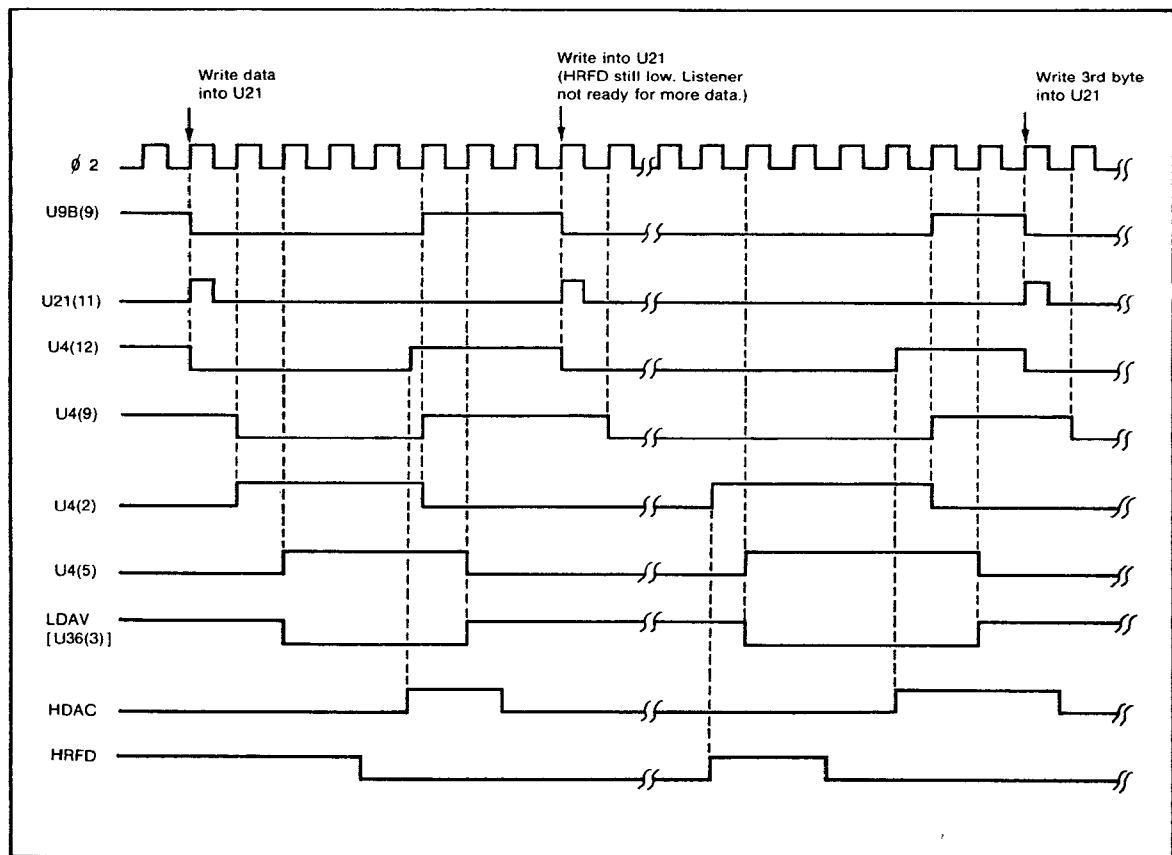 Write data
into U21
Write into U21
(HRFD still low. Listener
not ready for more data.)
Write 3rd byte
into U21
ø 2
U9B(9)
U21(11)
U4(12)
U4(9)
U4(2)
U4(5)
LDAV
[U36(3)]
HDAC
HRFD